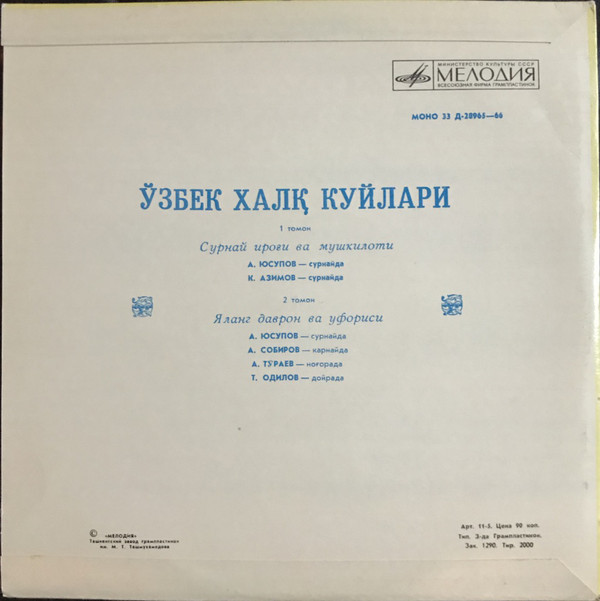 МИНИСТЕРСТВО КУЛЬТУРЫ СССР
МЕЛОДИЯ
ВСЕСОЮЗНАЯ ФИРМА ГРАМПЛАСТИНОК
МОНО 33 Д-28965—66
ЎЗБЕК ХАЛҚ КУЙЛАРИ
1 томон
Сурнай ироғи ва мушкилоти
А. ЮСУПОВ — сурнайда
К. АЗИМОВ — сурнайда
2 томон
Яланг даврон ва уфориси
А. ЮСУПОВ — сурнайда
А. СОБИРОВ — карнайда
А. ТЎРАЕВ — ноғорада
Т. ОДИЛОВ — дойрада
© «МЕЛОДИЯ»
Ташкентский завод грампластинок
им. М. Т. Ташмухамедова
Арт. 11-5. Цена 90 коп.
Тип. З-да Грампластинок.
Зак. 1290. Тир. 2000